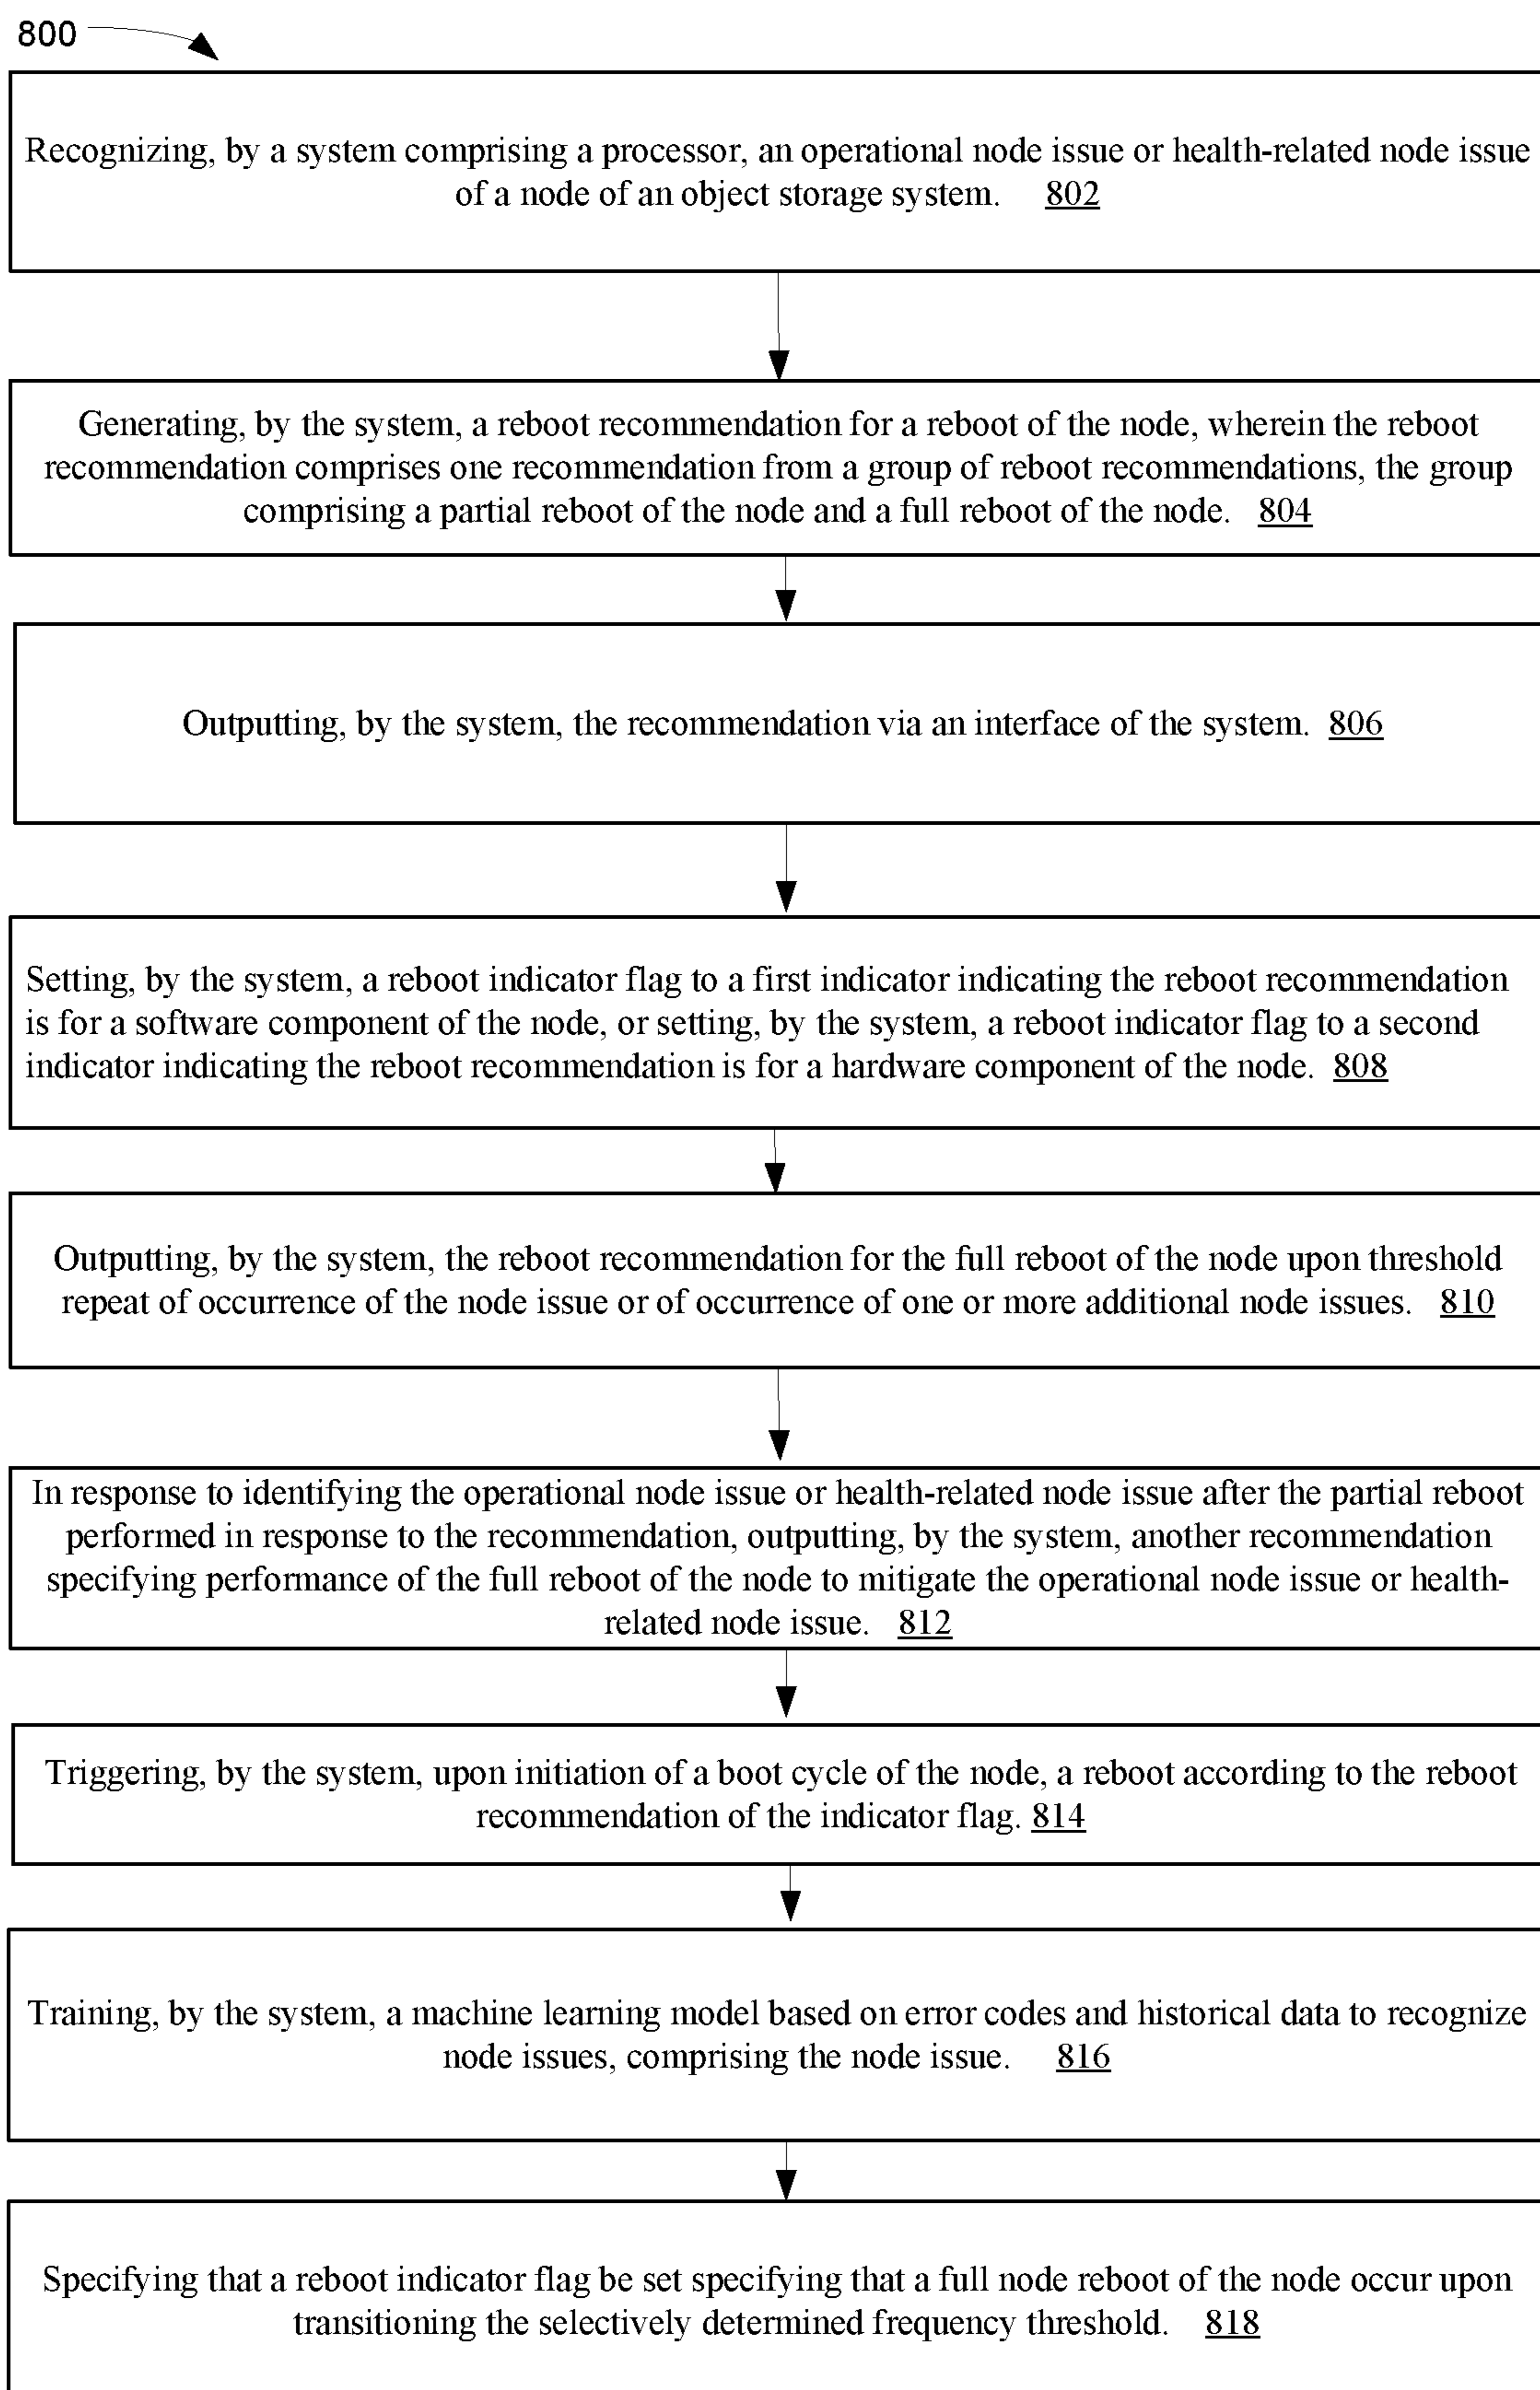 800
Recognizing, by a system comprising a processor, an operational node issue or health-related node issue
of a node of an object storage system. 802
Generating, by the system, a reboot recommendation for a reboot of the node, wherein the reboot
recommendation comprises one recommendation from a group of reboot recommendations, the group
comprising a partial reboot of the node and a full reboot of the node. 804
Outputting, by the system, the recommendation via an interface of the system. 806
Setting, by the system, a reboot indicator flag to a first indicator indicating the reboot recommendation
is for a software component of the node, or setting, by the system, a reboot indicator flag to a second
indicator indicating the reboot recommendation is for a hardware component of the node. 808
Outputting, by the system, the reboot recommendation for the full reboot of the node upon threshold
repeat of occurrence of the node issue or of occurrence of one or more additional node issues. 810
In response to identifying the operational node issue or health-related node issue after the partial reboot
performed in response to the recommendation, outputting, by the system, another recommendation
specifying performance of the full reboot of the node to mitigate the operational node issue or health-
related node issue. 812
Triggering, by the system, upon initiation of a boot cycle of the node, a reboot according to the reboot
recommendation of the indicator flag. 814
Training, by the system, a machine learning model based on error codes and historical data to recognize
node issues, comprising the node issue. 816
Specifying that a reboot indicator flag be set specifying that a full node reboot of the node occur upon
transitioning the selectively determined frequency threshold. 818